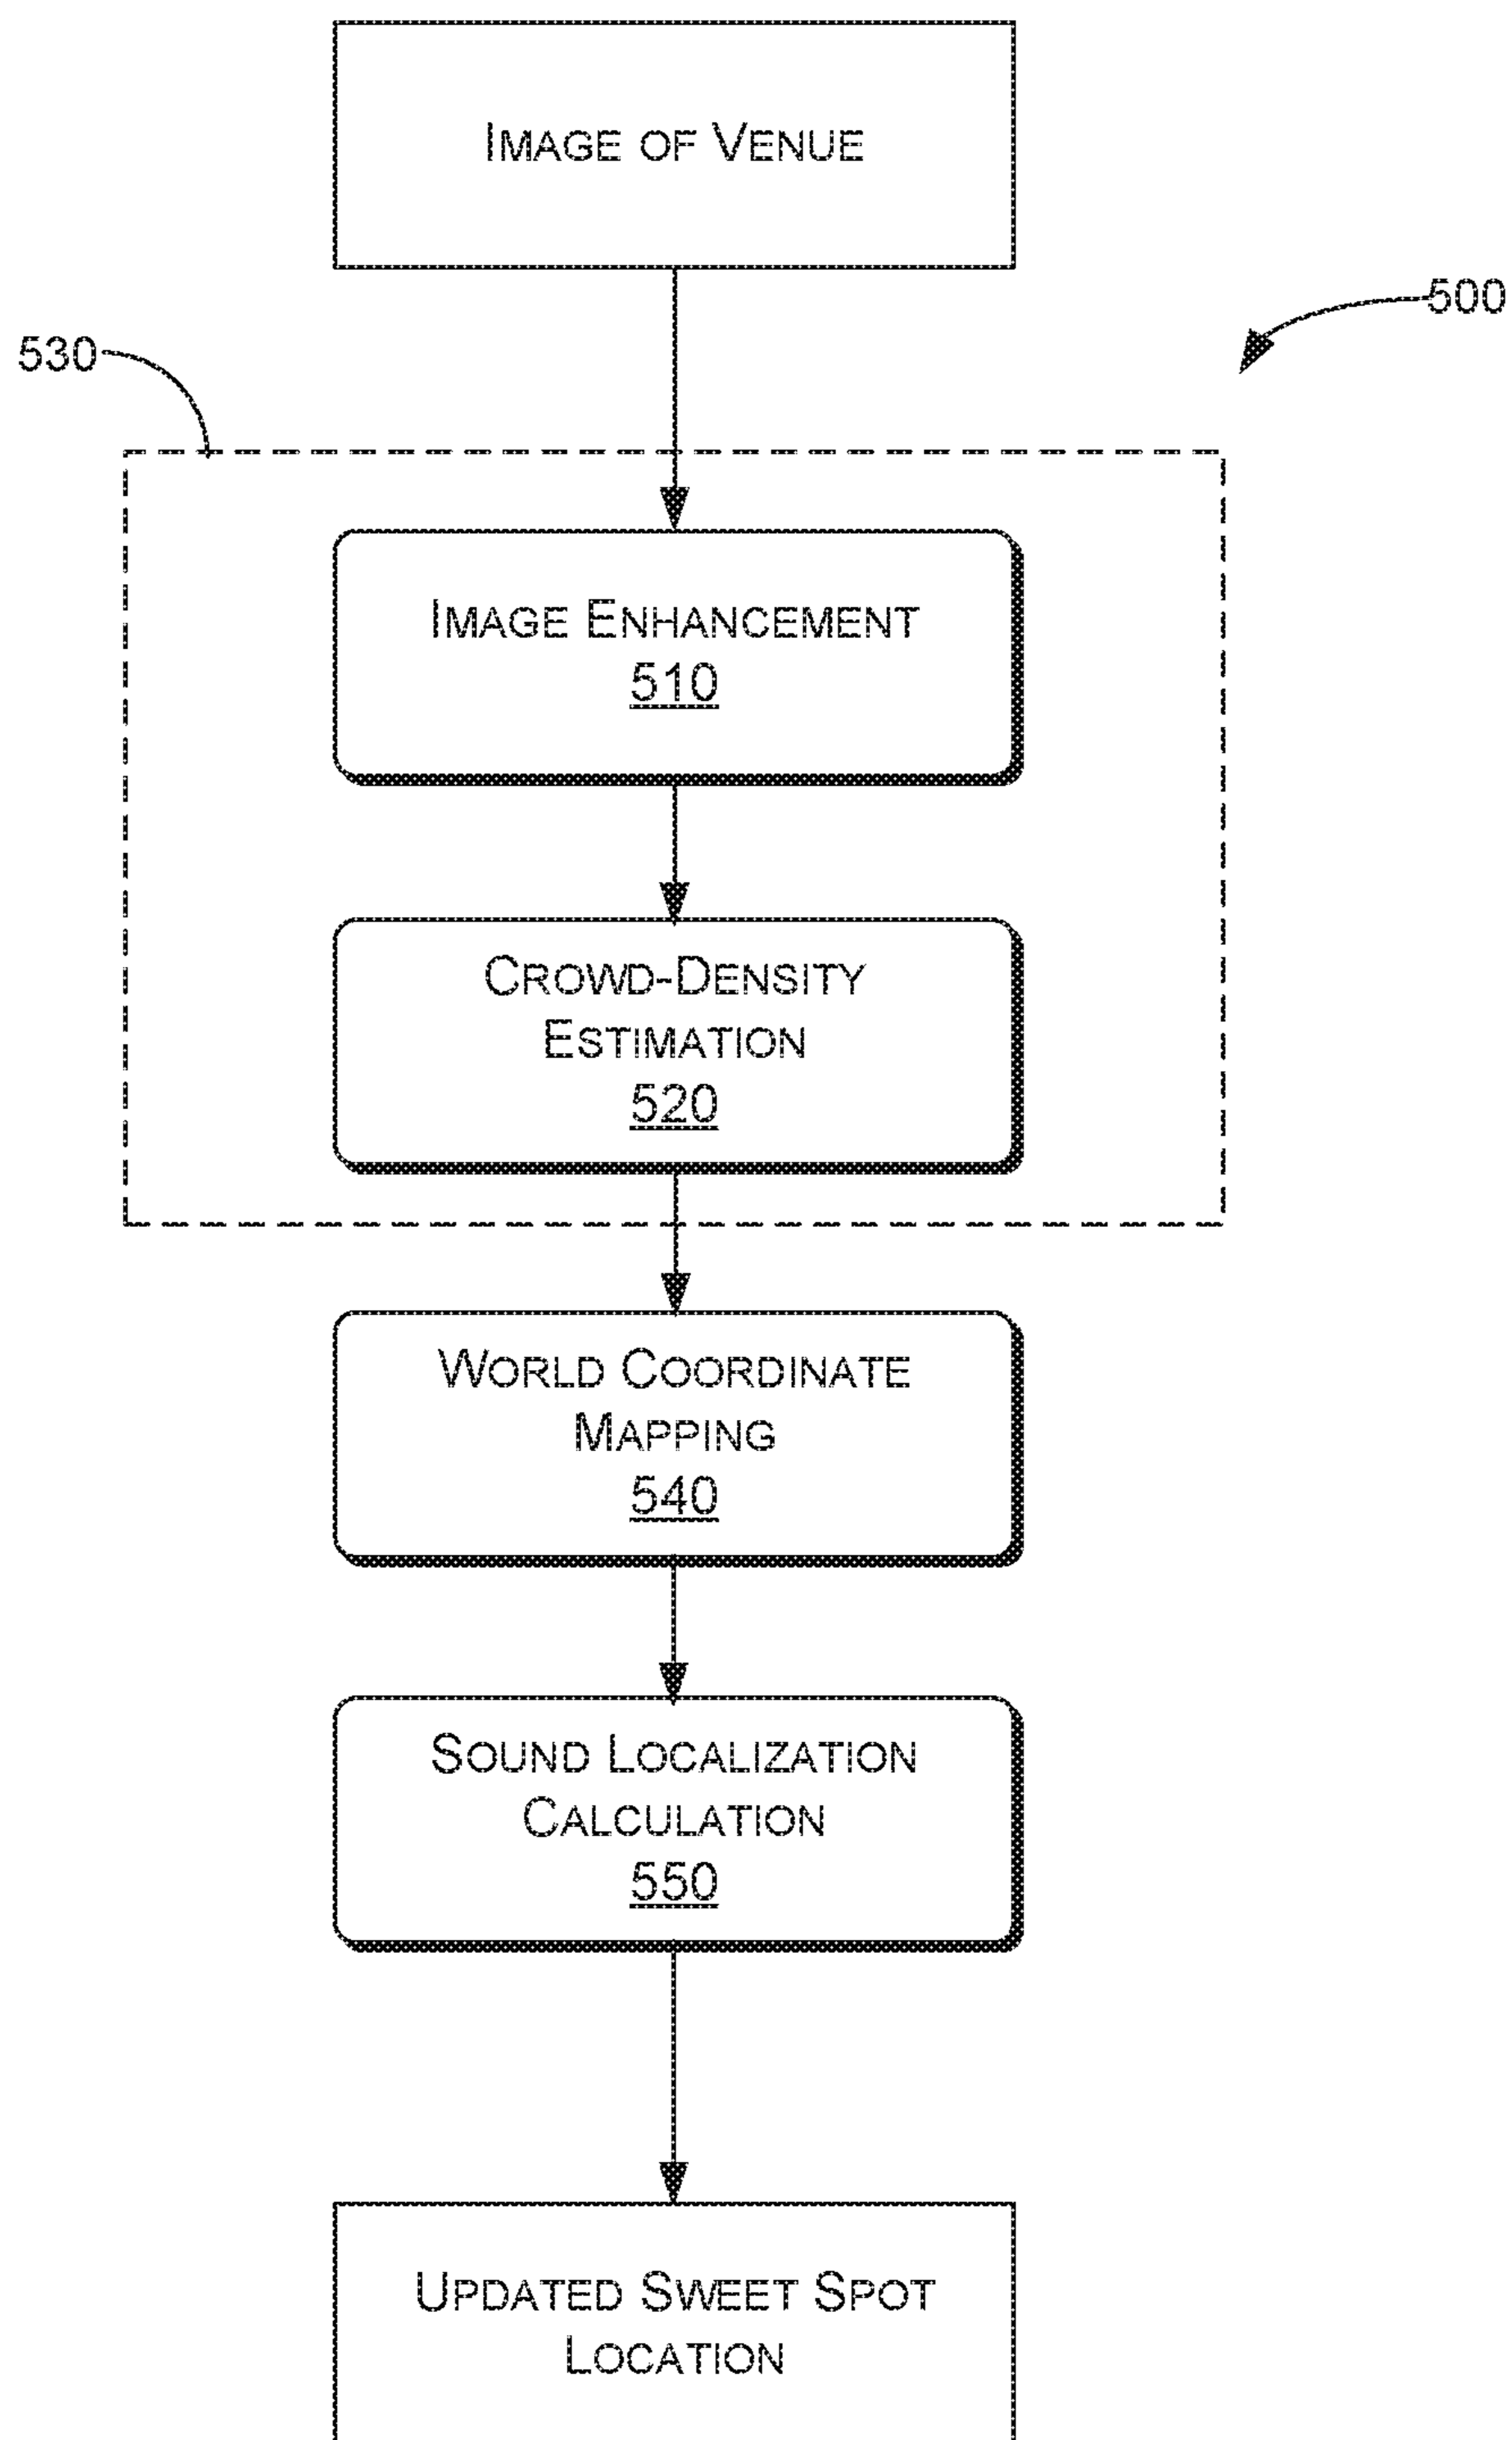 IMAGE OF VENUE
500
530
IMAGE ENHANCEMENT
510
CROWD-DENSITY
ESTIMATION
520
WORLD COORDINATE
MAPPING
540
SOUND LOCALIZATION
CALCULATION
550
UPDATED SWEET SPOT
LOCATION